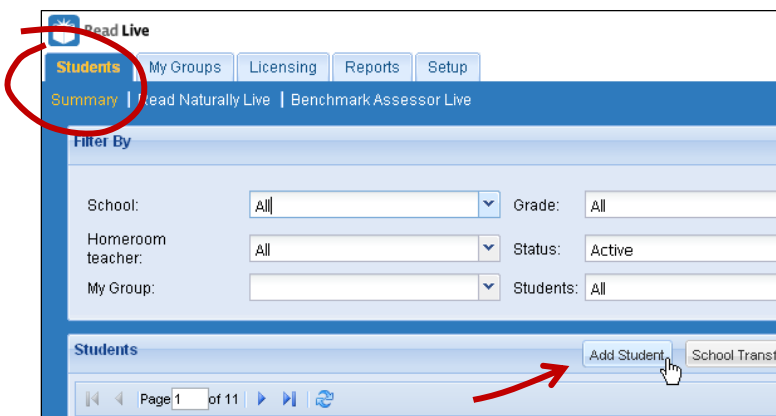 Read Live
Students My Groups Licensing Reports Setup
Summary | Read Naturally Live | Benchmark Assessor Live
Filter By
School: All Grade: All
Homeroom teacher: All Status: Active
My Group: Students: All
Students Add Student School Transf
Page 1 of 11